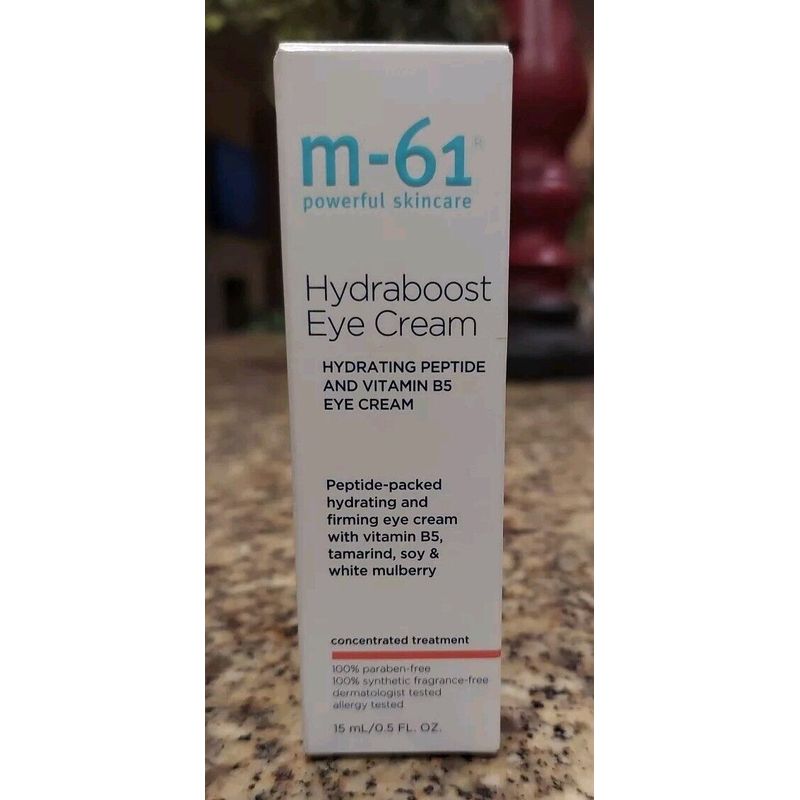 m-61®
powerful skincare
Hydraboost
Eye Cream
HYDRATING PEPTIDE
AND VITAMIN B5
EYE CREAM
Peptide-packed
hydrating and
firming eye cream
with vitamin B5,
tamarind, soy &
white mulberry
concentrated treatment
100% paraben-free
100% synthetic fragrance-free
dermatologist tested
allergy tested
15 mL/0.5 FL. OZ.